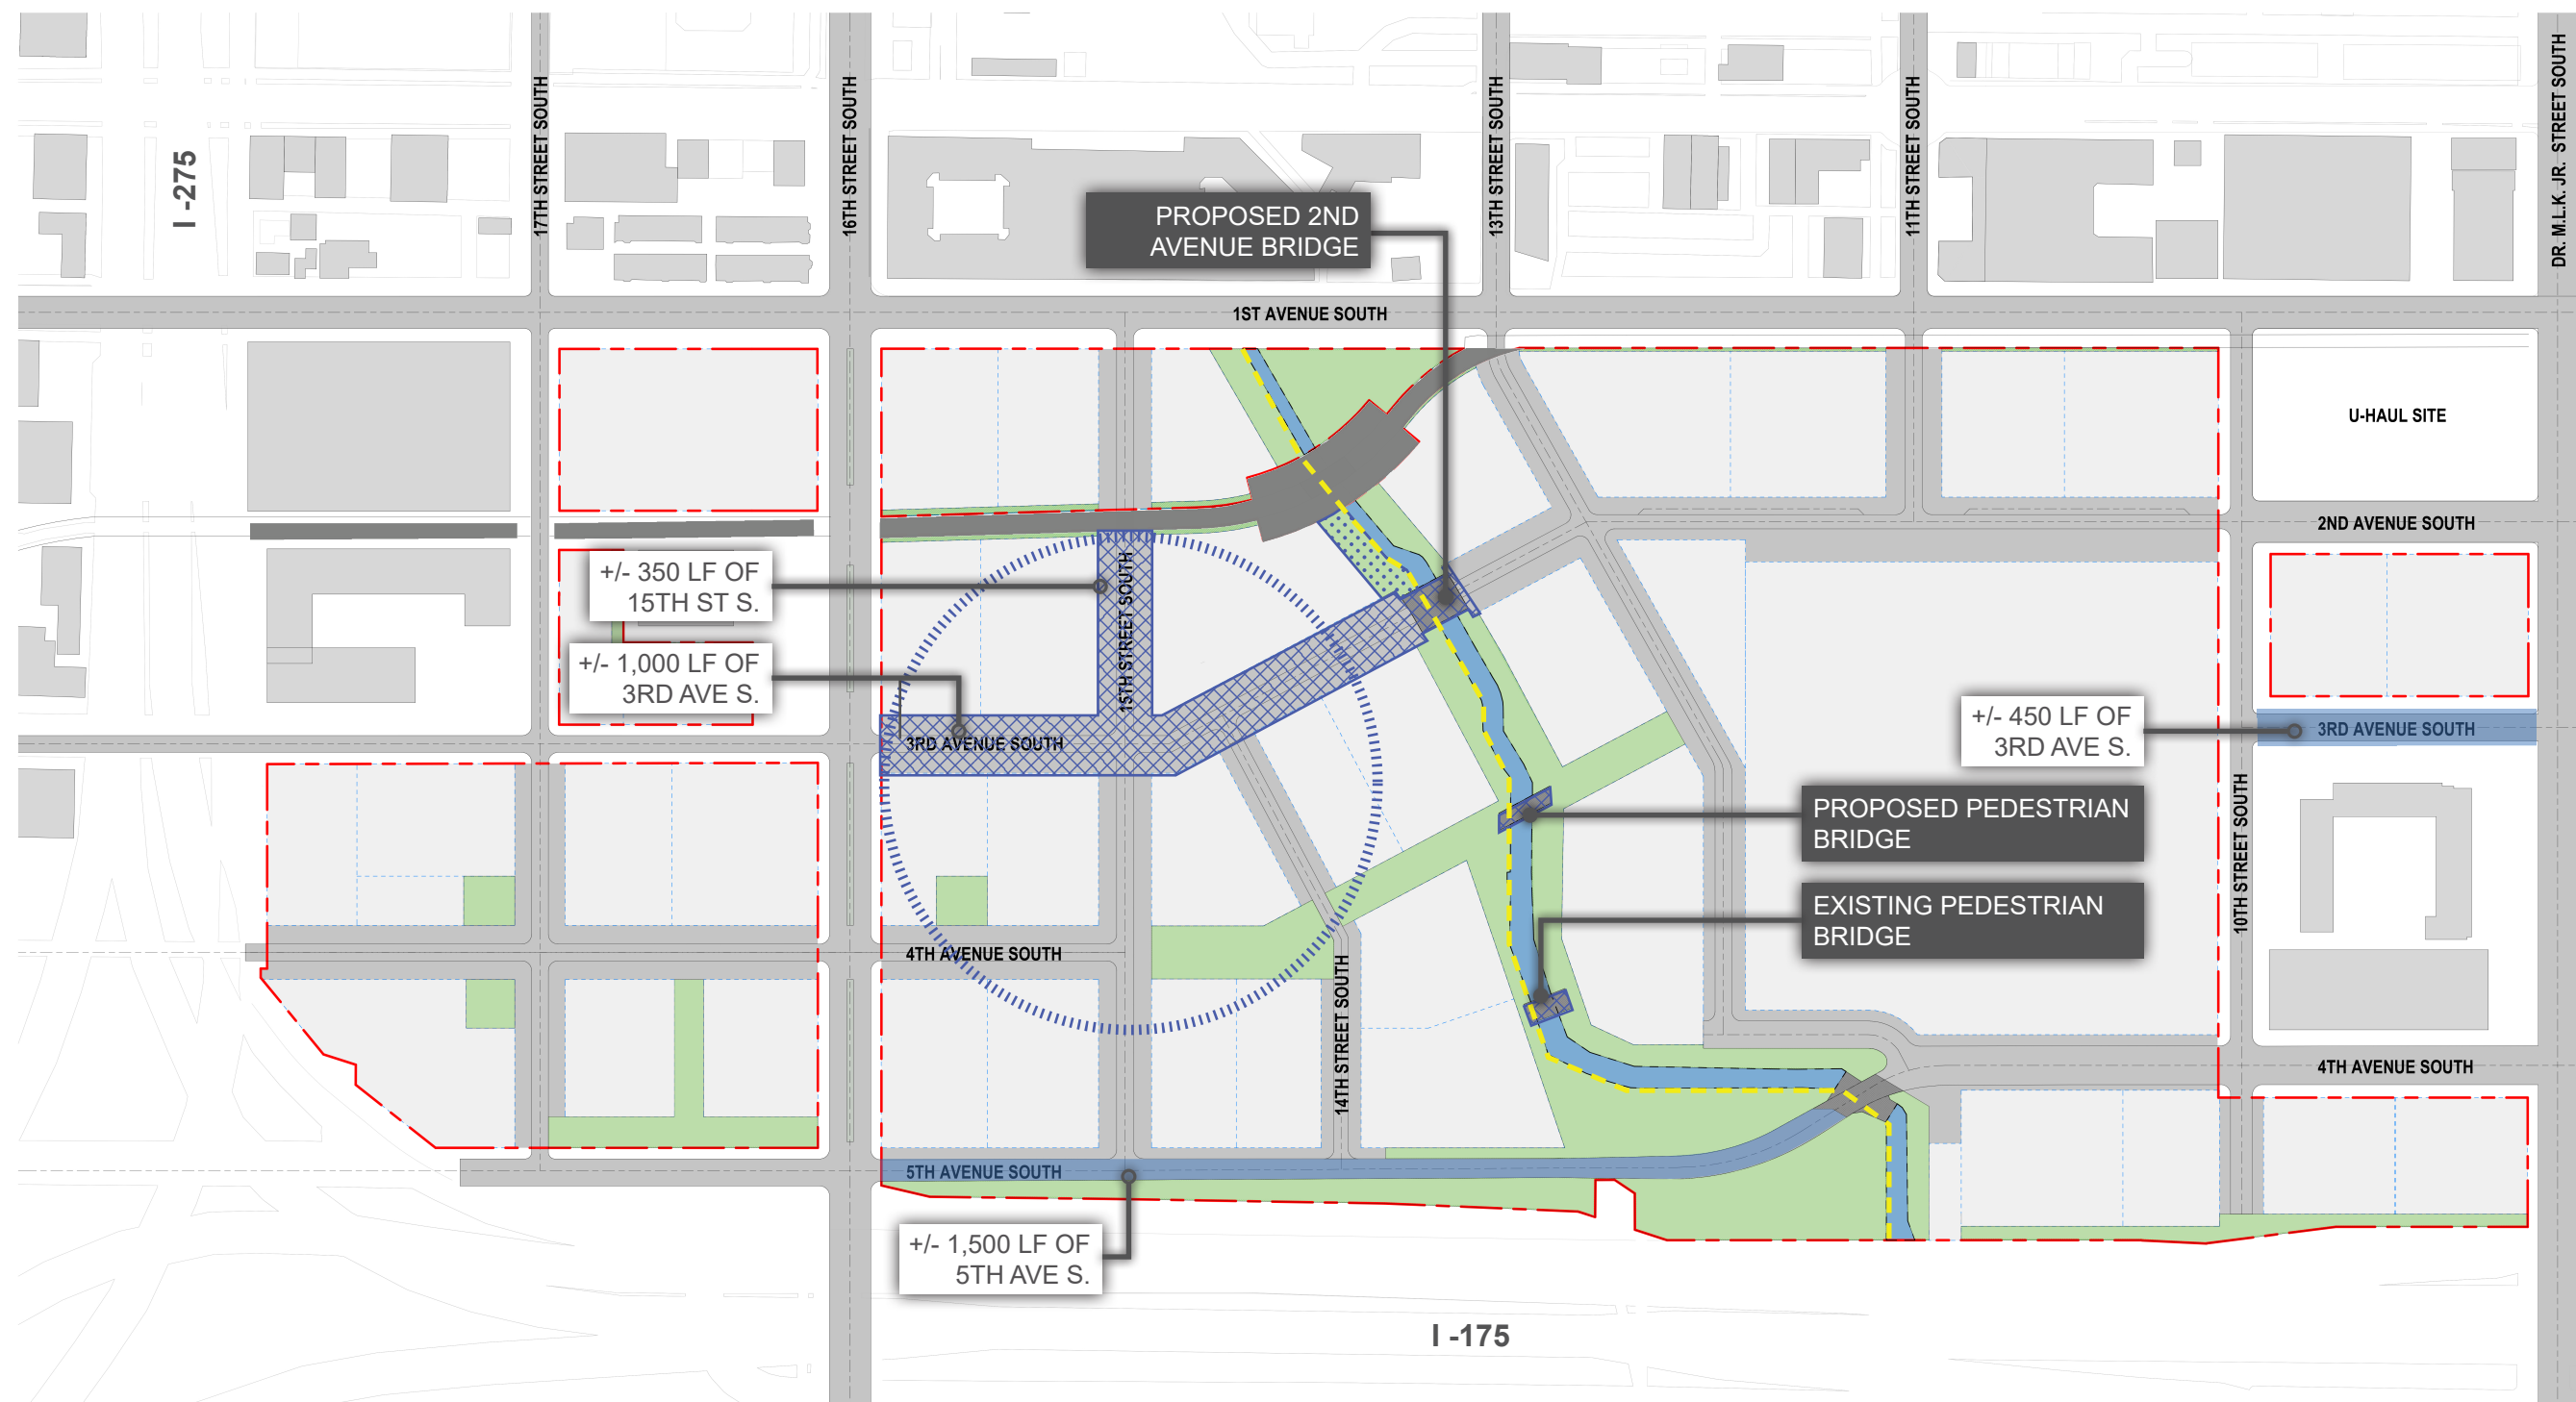 I -275
17TH STREET SOUTH
16TH STREET SOUTH
13TH STREET SOUTH
11TH STREET SOUTH
DR. M.L.K. JR. STREET SOUTH
PROPOSED 2ND
AVENUE BRIDGE
1ST AVENUE SOUTH
U-HAUL SITE
2ND AVENUE SOUTH
+/- 350 LF OF
15TH ST S.
15TH STREET SOUTH
+/- 1,000 LF OF
3RD AVE S.
3RD AVENUE SOUTH
+/- 450 LF OF
3RD AVE S.
3RD AVENUE SOUTH
PROPOSED PEDESTRIAN
BRIDGE
10TH STREET SOUTH
EXISTING PEDESTRIAN
BRIDGE
4TH AVENUE SOUTH
14TH STREET SOUTH
4TH AVENUE SOUTH
5TH AVENUE SOUTH
+/- 1,500 LF OF
5TH AVE S.
I -175